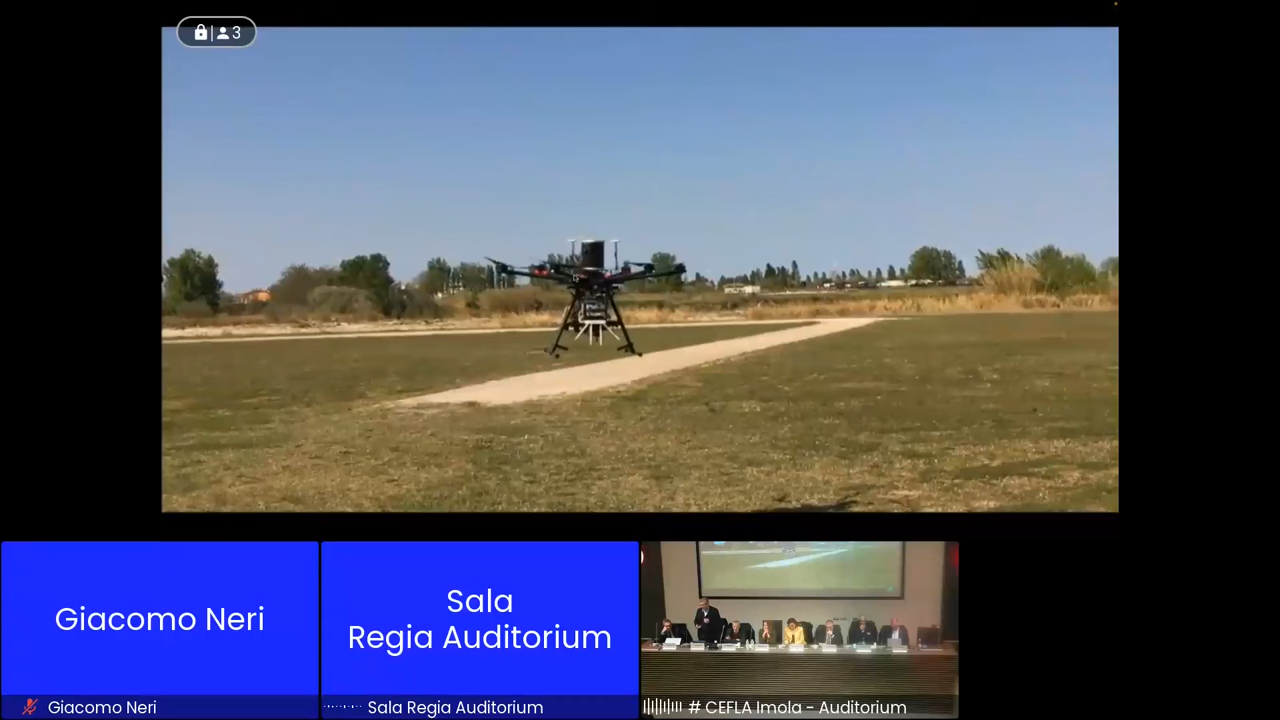 3
Giacomo Neri
Sala
Regia Auditorium
Giacomo Neri
Sala Regia Auditorium
# CEFLA Imola - Auditorium